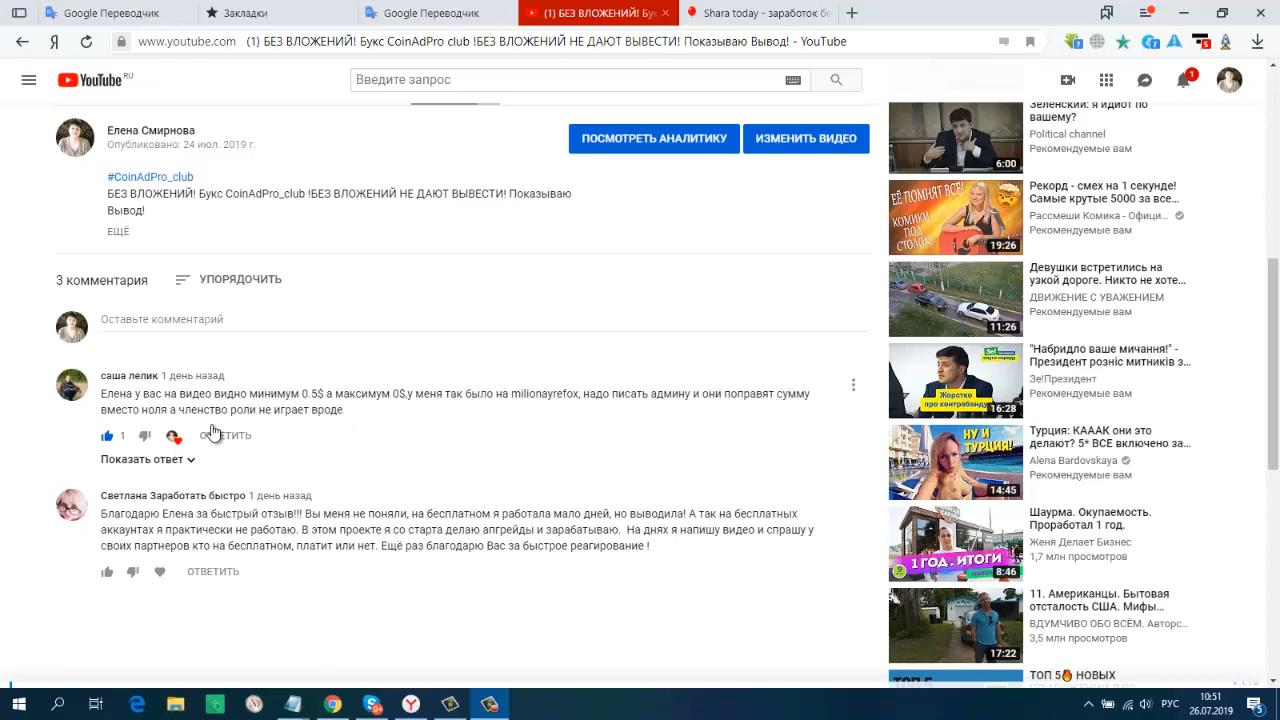 Google Переводчик
Закладки
Google Переводчик
(1) БЕЗ ВЛОЖЕНИЙ! Бук
Shara today - заработок бе
Я
www.youtube.com (1) БЕЗ ВЛОЖЕНИЙ! Букс CoinAdPro club !БЕЗ ВЛОЖЕНИЙ НЕ ДАЮТ ВЫВЕСТИ! Показываю Вывод! - YouTube
YouTube RU
Введите запрос
1
Елена Смирнова
Опубликовано: 24 июл. 2019 г.
ПОСМОТРЕТЬ АНАЛИТИКУ
ИЗМЕНИТЬ ВИДЕО
#CoinAdPro_club
БЕЗ ВЛОЖЕНИЙ! Букс CoinAdPro_club !БЕЗ ВЛОЖЕНИЙ НЕ ДАЮТ ВЫВЕСТИ! Показываю
Вывод!
ЕЩЁ
3 комментария
УПОРЯДОЧИТЬ
Оставьте комментарий
саша лелик 1 день назад
Елена у вас на видео видно минимум 0.5$ а максимум 0$,у меня так было на milionayrefox, надо писать админу и они поправят сумму
вместо ноля а членство роли не играет вроде
1
ОТВЕТИТЬ
Показать ответ
Светлана Заработать быстро 1 день назад
Благодарю Елена за быстрый отзыв!!! Вы меня не поняли, на бесплатном я работала мало дней, но выводила! А так на бесплатных
аккаунтах я практически не работаю. В этом проекте я со старта делаю апгрейды и зарабатываю. На днях я напишу видео и спрашу у
своих партнеров кто на бесплатном, платит или нет. Ещё раз благодарю Вас за быстрое реагирование !
ОТВЕТИТЬ
Зеленский: я идиот по
вашему?
Political channel
Рекомендуемые вам
6:00
Рекорд - смех на 1 секунде!
Самые крутые 5000 за все...
Рассмеши Комика - Офици...
Рекомендуемые вам
ЕЁ ПОМНЯТ ВСЕ!
КОМИКИ
ПОД
СТОЛОМ!
19:26
Девушки встретились на
узкой дороге. Никто не хоте...
ДВИЖЕНИЕ С УВАЖЕНИЕМ
Рекомендуемые вам
11:26
"Набридло ваше мичання!" -
Президент розніс митників з...
Зе!Президент
Рекомендуемые вам
Жорстко
про контрабанду
16:28
Турция: КАААК они это
делают? 5* ВСЕ включено за...
Alena Bardovskaya
Рекомендуемые вам
НУ И
ТУРЦИЯ!
14:45
Шаурма. Окупаемость.
Проработал 1 год.
Женя Делает Бизнес
1,7 млн просмотров
1 ГОД. ИТОГИ
8:46
11. Американцы. Бытовая
отсталость США. Мифы...
ВДУМЧИВО ОБО ВСЁМ. Авторс...
3,5 млн просмотров
17:22
ТОП 5🔥 НОВЫХ
ТОП 5
РУС
10:51
26.07.2019